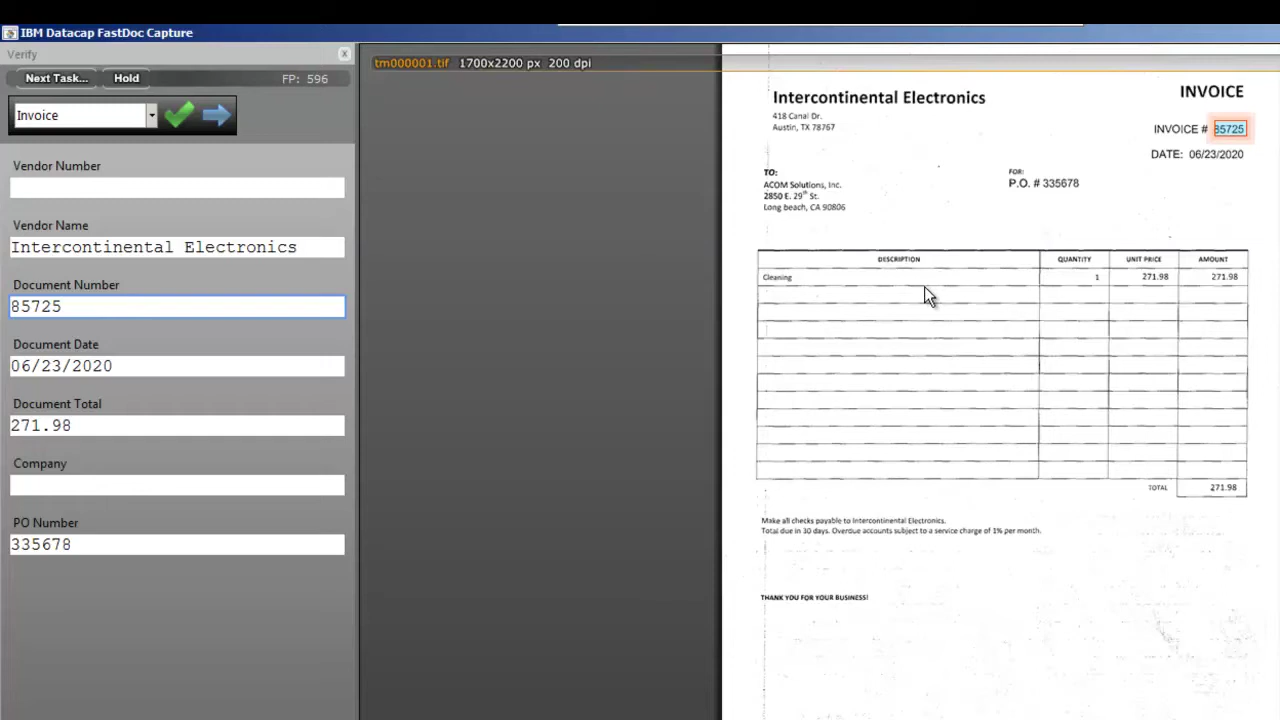 IBM Datacap FastDoc Capture
Verify
Next Task... Hold FP: 596
Invoice
Vendor Number
Vendor Name
Intercontinental Electronics
Document Number
85725
Document Date
06/23/2020
Document Total
271.98
Company
PO Number
335678
tm000001.tif 1700x2200 px 200 dpi
INVOICE
Intercontinental Electronics
418 Canal Dr.
Austin, TX 78767
INVOICE # 85725
DATE: 06/23/2020
TO:
ACOM Solutions, Inc.
2850 E. 29th St.
Long beach, CA 90806
FOR:
P.O. # 335678
DESCRIPTION QUANTITY UNIT PRICE AMOUNT
Cleaning 1 271.98 271.98
TOTAL 271.98
Make all checks payable to Intercontinental Electronics.
Total due in 30 days. Overdue accounts subject to a service charge of 1% per month.
THANK YOU FOR YOUR BUSINESS!